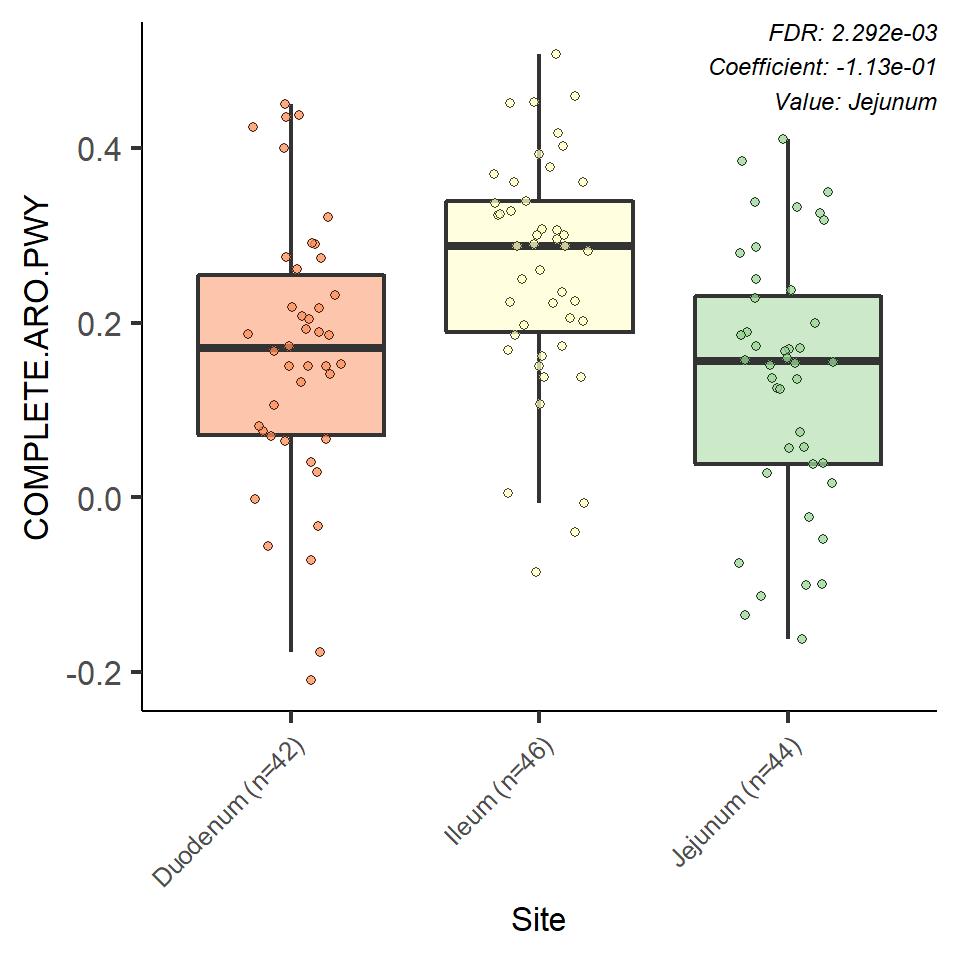 FDR: 2.292e-03
Coefficient: -1.13e-01
Value: Jejunum
COMPLETE.ARO.PWY
0.4
0.2
0.0
-0.2
Duodenum (n=42)
Ileum (n=46)
Jejunum (n=44)
Site